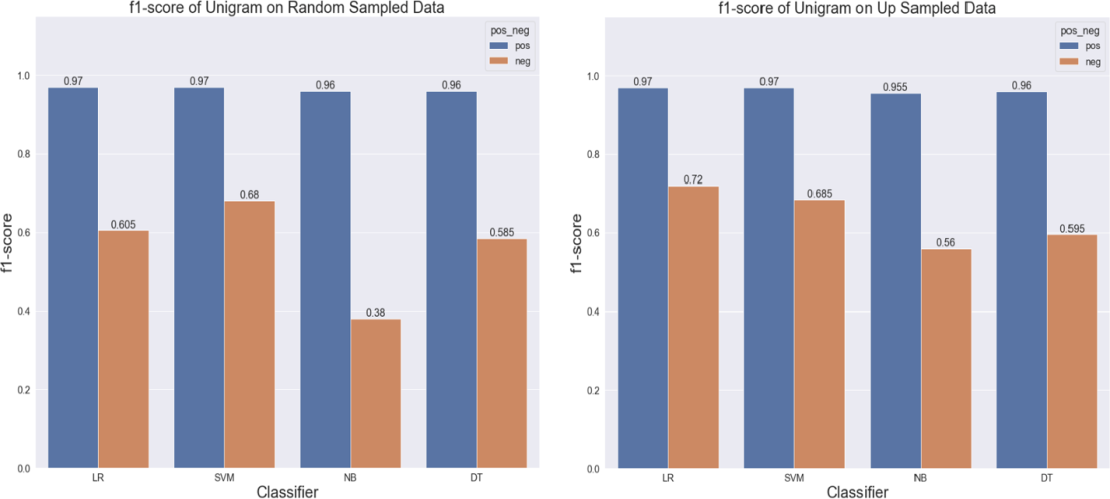 f1-score of Unigram on Random Sampled Data
pos_neg
pos
neg
f1-score
1.0
0.8
0.6
0.4
0.2
0.0
0.97
0.97
0.96
0.96
0.605
0.68
0.38
0.585
LR SVM NB DT
Classifier
f1-score of Unigram on Up Sampled Data
pos_neg
pos
neg
f1-score
1.0
0.8
0.6
0.4
0.2
0.0
0.97
0.97
0.955
0.96
0.72
0.685
0.56
0.595
LR SVM NB DT
Classifier